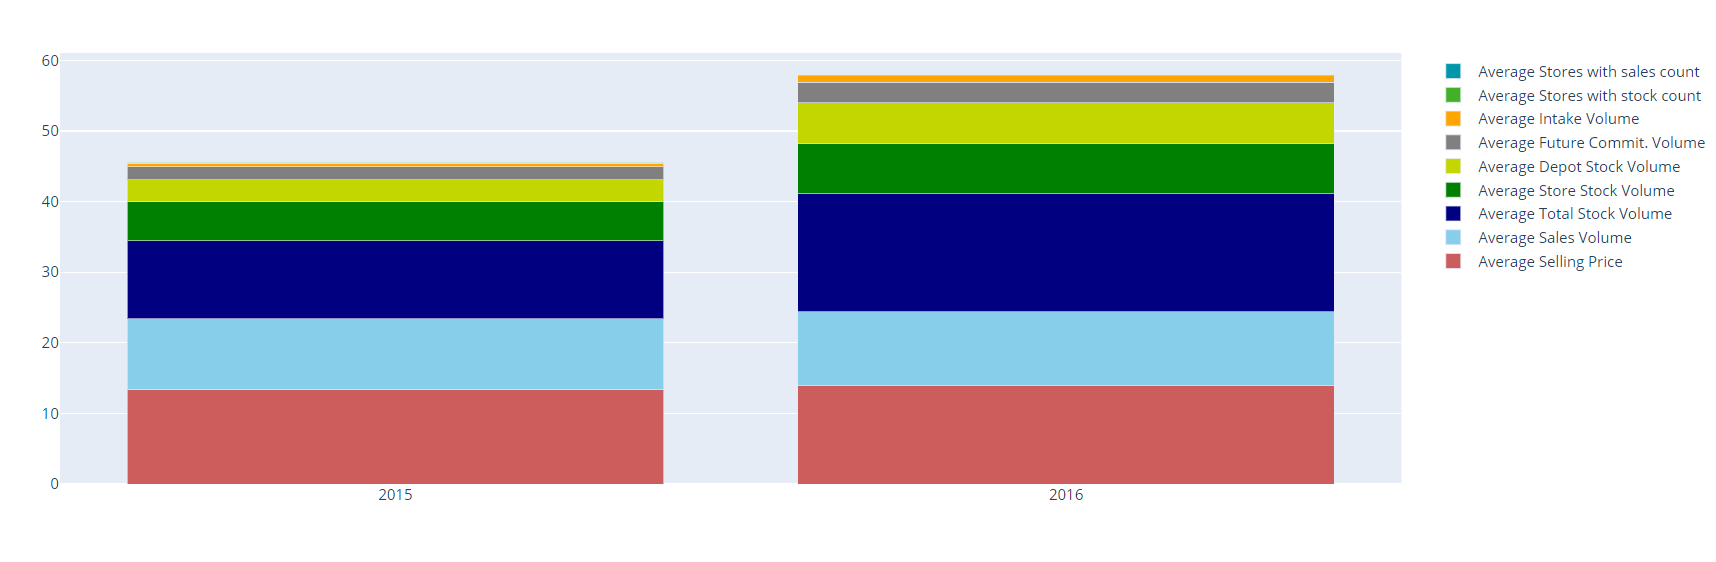 60
50
40
30
20
10
0
2015
2016
Average Stores with sales count
Average Stores with stock count
Average Intake Volume
Average Future Commit. Volume
Average Depot Stock Volume
Average Store Stock Volume
Average Total Stock Volume
Average Sales Volume
Average Selling Price